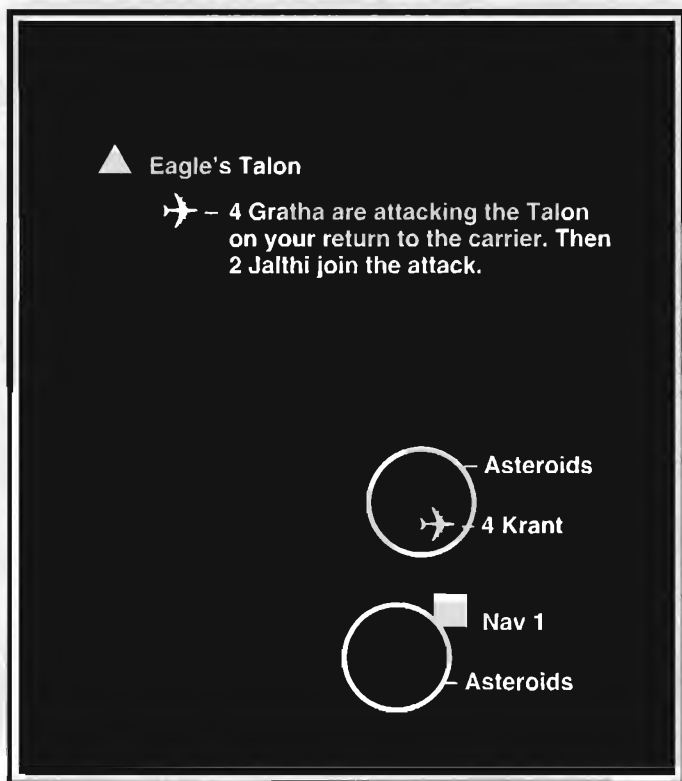 Eagle's Talon
– 4 Gratha are attacking the Talon
on your return to the carrier. Then
2 Jalthi join the attack.
– Asteroids
– 4 Krant
Nav 1
– Asteroids